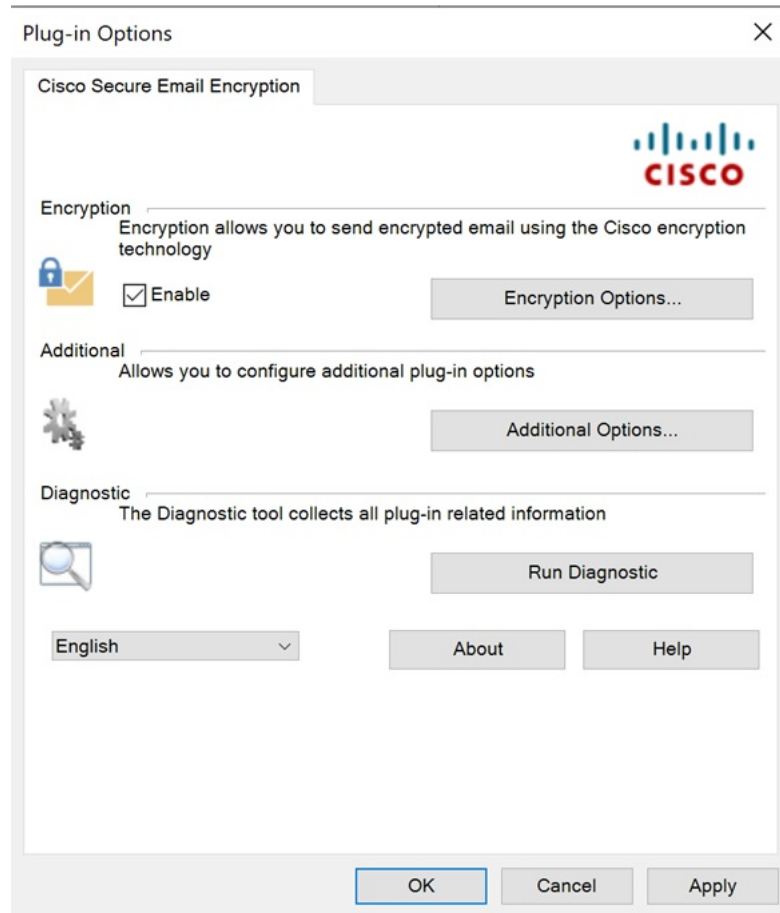 Plug-in Options
Cisco Secure Email Encryption
CISCO
Encryption
Encryption allows you to send encrypted email using the Cisco encryption
technology
Enable
Encryption Options...
Additional
Allows you to configure additional plug-in options
Additional Options...
Diagnostic
The Diagnostic tool collects all plug-in related information
Run Diagnostic
English
About
Help
OK
Cancel
Apply